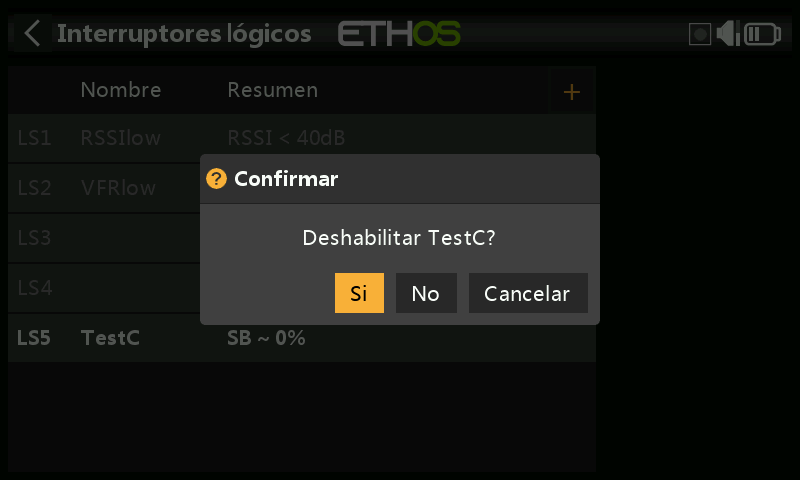 Interruptores lógicos ETHOS
Nombre Resumen +
LS1 RSSIlow RSSI < 40dB
LS2 VFRlow
? Confirmar
Deshabilitar TestC?
LS3
LS4
Si No Cancelar
LS5 TestC SB ~ 0%